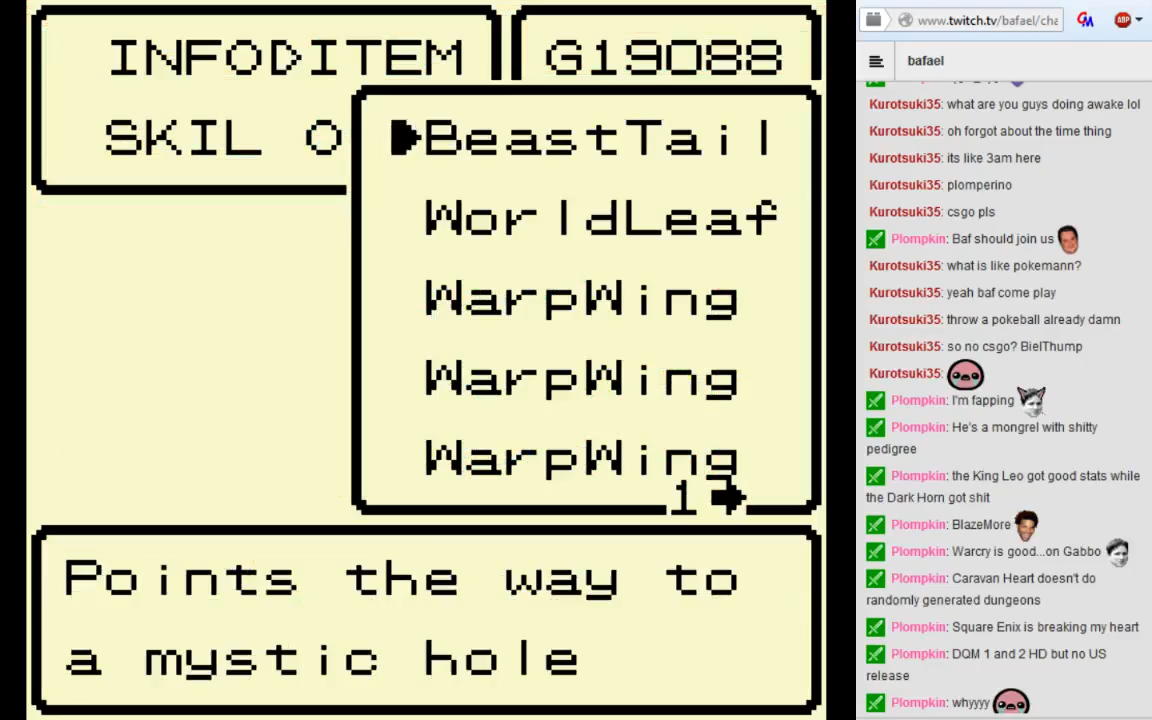 INFODITEM
G19088
SKIL O
BeastTail
WorldLeaf
WarpWing
WarpWing
WarpWing
1
Points the way to
a mystic hole
www.twitch.tv/bafael/cha
GM
ABP
bafael
Kurotsuki35: what are you guys doing awake lol
Kurotsuki35: oh forgot about the time thing
Kurotsuki35: its like 3am here
Kurotsuki35: plomperino
Kurotsuki35: csgo pls
Plompkin: Baf should join us
Kurotsuki35: what is like pokemann?
Kurotsuki35: yeah baf come play
Kurotsuki35: throw a pokeball already damn
Kurotsuki35: so no csgo? BielThump
Kurotsuki35:
Plompkin: I'm fapping
Plompkin: He's a mongrel with shitty
pedigree
Plompkin: the King Leo got good stats while
the Dark Horn got shit
Plompkin: BlazeMore
Plompkin: Warcry is good...on Gabbo
Plompkin: Caravan Heart doesn't do
randomly generated dungeons
Plompkin: Square Enix is breaking my heart
Plompkin: DQM 1 and 2 HD but no US
release
Plompkin: whyyyy